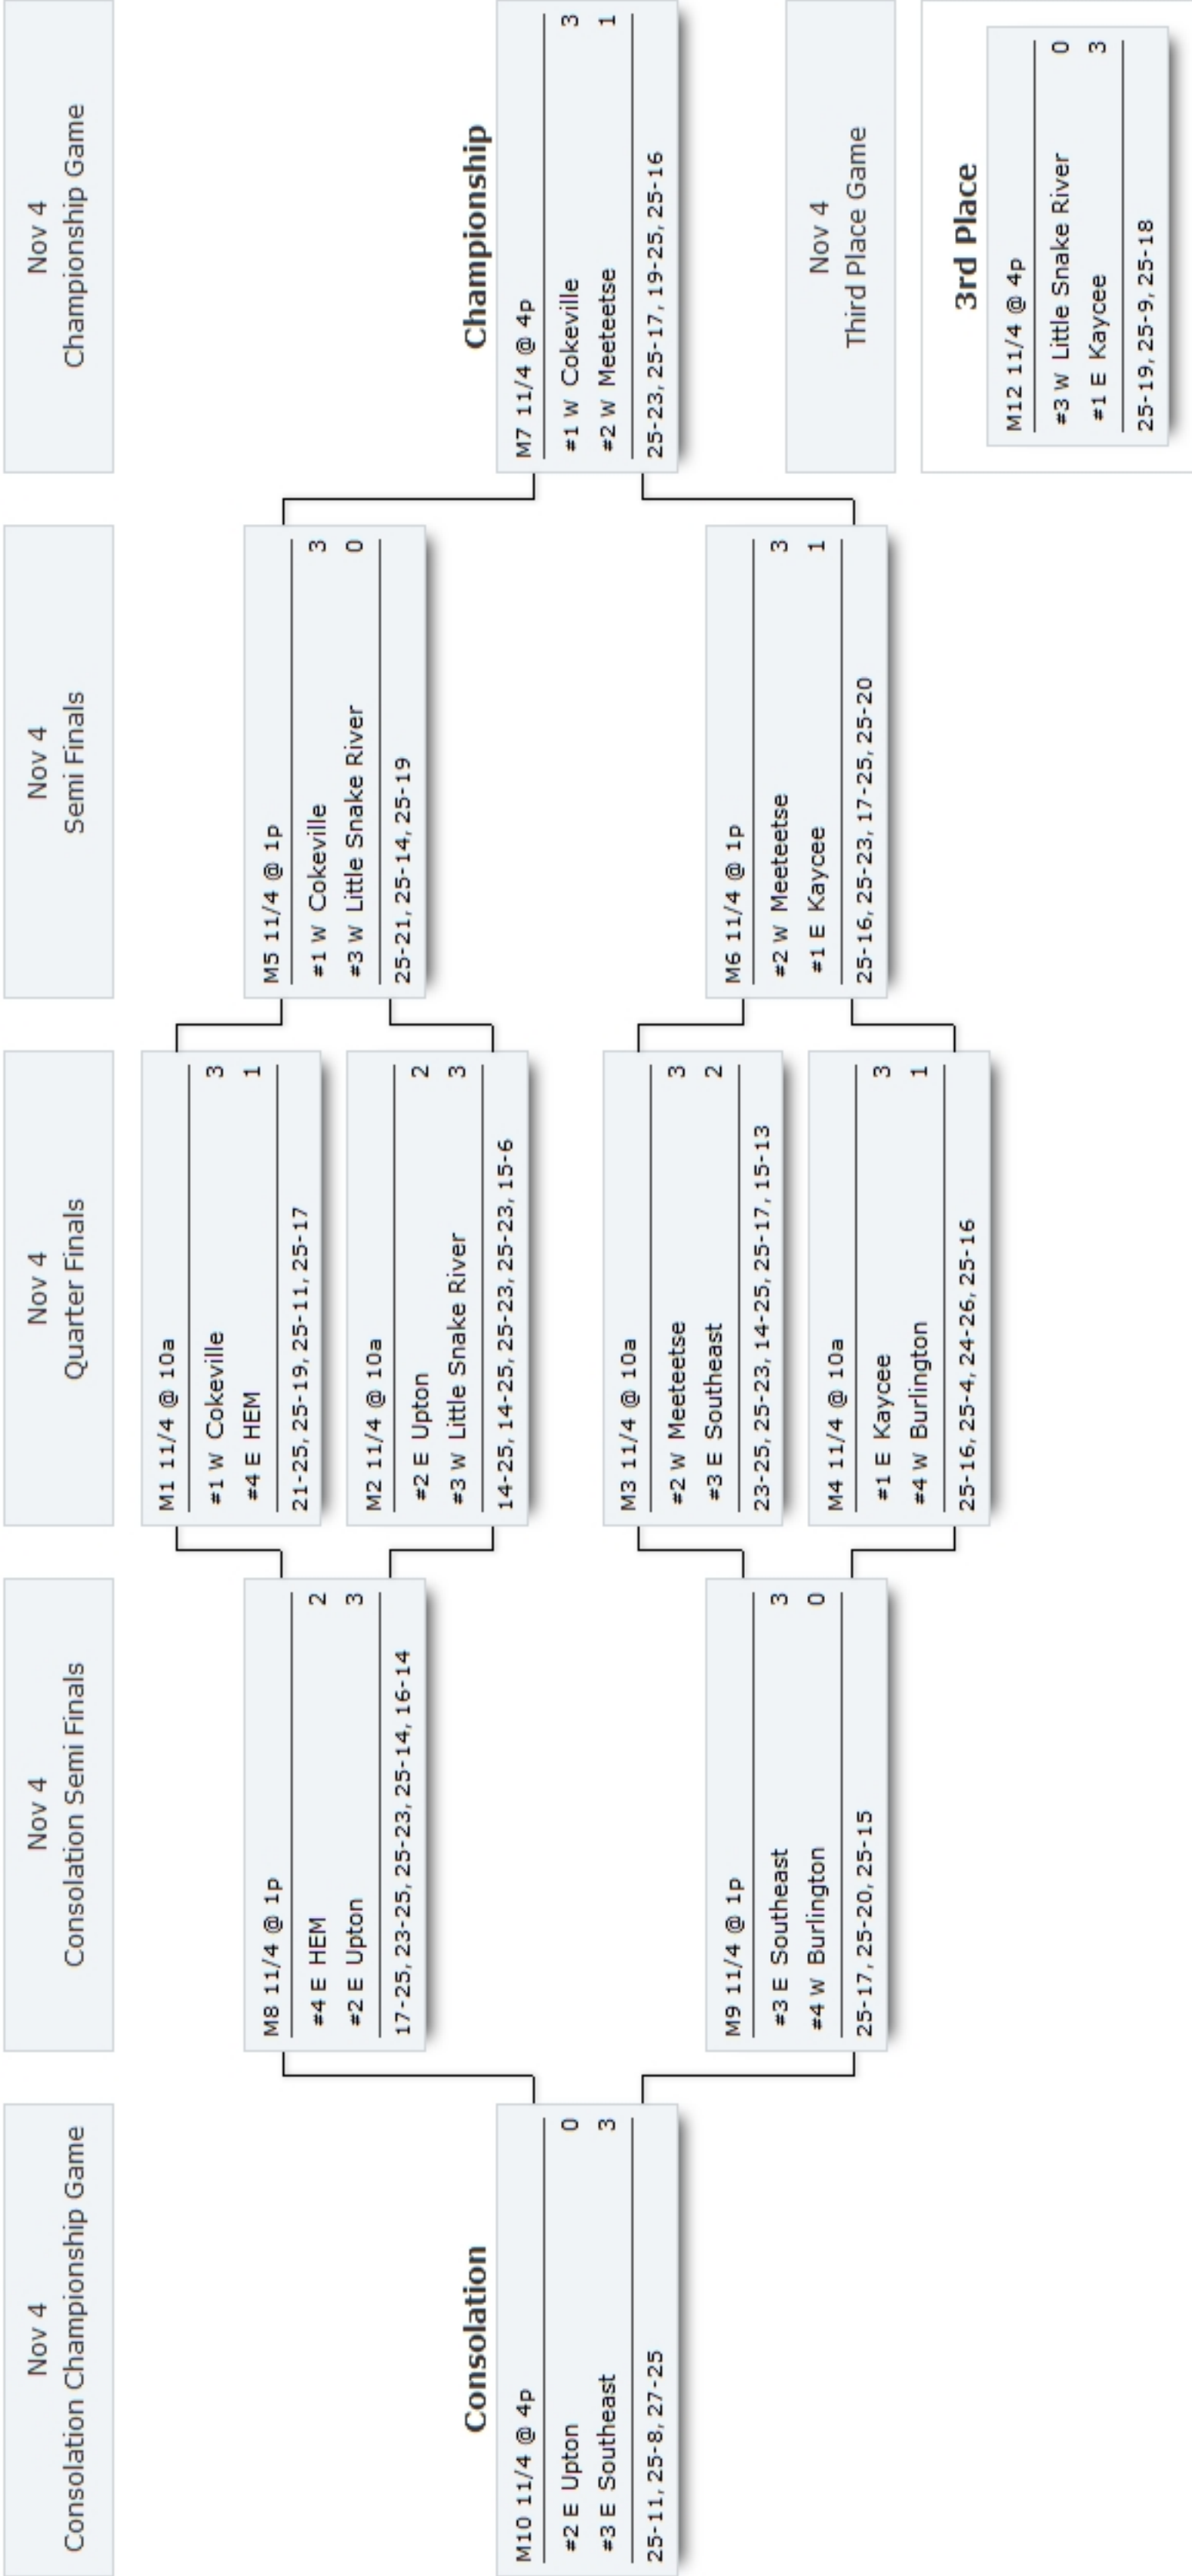 Nov 4
Consolation Championship Game
Nov 4
Consolation Semi Finals
Nov 4
Quarter Finals
Nov 4
Semi Finals
Nov 4
Championship Game
Consolation
M10 11/4 @ 4p
#2 E Upton 0
#3 E Southeast 3
25-11, 25-8, 27-25
M8 11/4 @ 1p
#4 E HEM 2
#2 E Upton 3
17-25, 23-25, 25-23, 25-14, 16-14
M9 11/4 @ 1p
#3 E Southeast 3
#4 W Burlington 0
25-17, 25-20, 25-15
M1 11/4 @ 10a
#1 W Cokeville 3
#4 E HEM 1
21-25, 25-19, 25-11, 25-17
M2 11/4 @ 10a
#2 E Upton 2
#3 W Little Snake River 3
14-25, 14-25, 25-23, 25-23, 15-6
M3 11/4 @ 10a
#2 W Meeteetse 3
#3 E Southeast 2
23-25, 25-23, 14-25, 25-17, 15-13
M4 11/4 @ 10a
#1 E Kaycee 3
#4 W Burlington 1
25-16, 25-4, 24-26, 25-16
M5 11/4 @ 1p
#1 W Cokeville 3
#3 W Little Snake River 0
25-21, 25-14, 25-19
M6 11/4 @ 1p
#2 W Meeteetse 3
#1 E Kaycee 1
25-16, 25-23, 17-25, 25-20
Championship
M7 11/4 @ 4p
#1 W Cokeville 3
#2 W Meeteetse 1
25-23, 25-17, 19-25, 25-16
Nov 4
Third Place Game
3rd Place
M12 11/4 @ 4p
#3 W Little Snake River 0
#1 E Kaycee 3
25-19, 25-9, 25-18